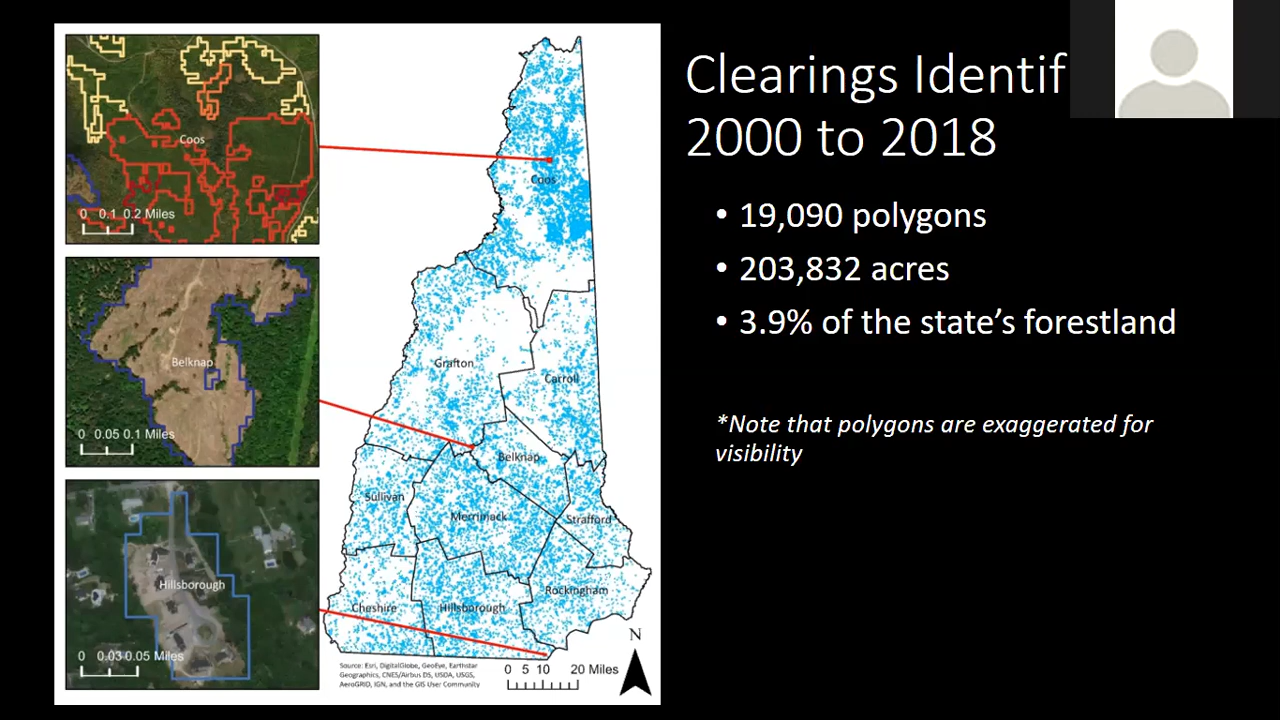 Clearings Identif
2000 to 2018
• 19,090 polygons
• 203,832 acres
• 3.9% of the state's forestland
*Note that polygons are exaggerated for
visibility
Coos
0 0.1 0.2 Miles
Belknap
0 0.05 0.1 Miles
Hillsborough
0 0.03 0.05 Miles
Coos
Grafton
Carroll
Belknap
Sullivan
Merrimack
Strafford
Rockingham
Cheshire
Hillsborough
N
Source: Esri, DigitalGlobe, GeoEye, Earthstar
Geographics, CNES/Airbus DS, USDA, USGS,
AeroGRID, IGN, and the GIS User Community
0 5 10 20 Miles